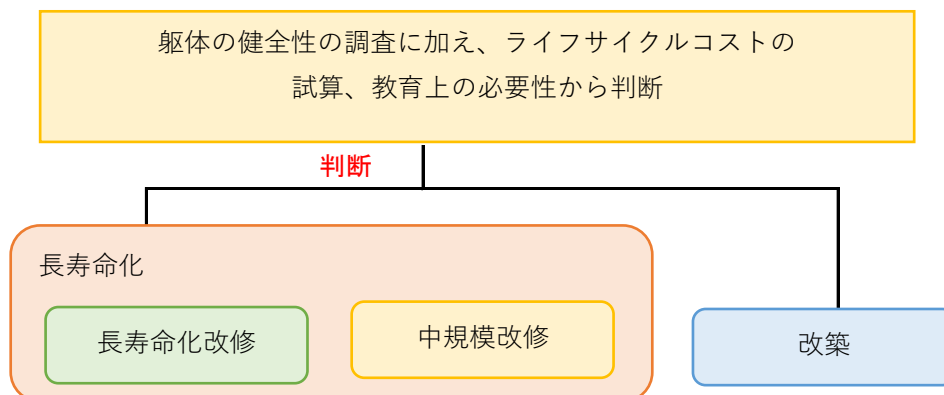 躯体の健全性の調査に加え、ライフサイクルコストの
試算、教育上の必要性から判断
判断
長寿命化
長寿命化改修
中規模改修
改築